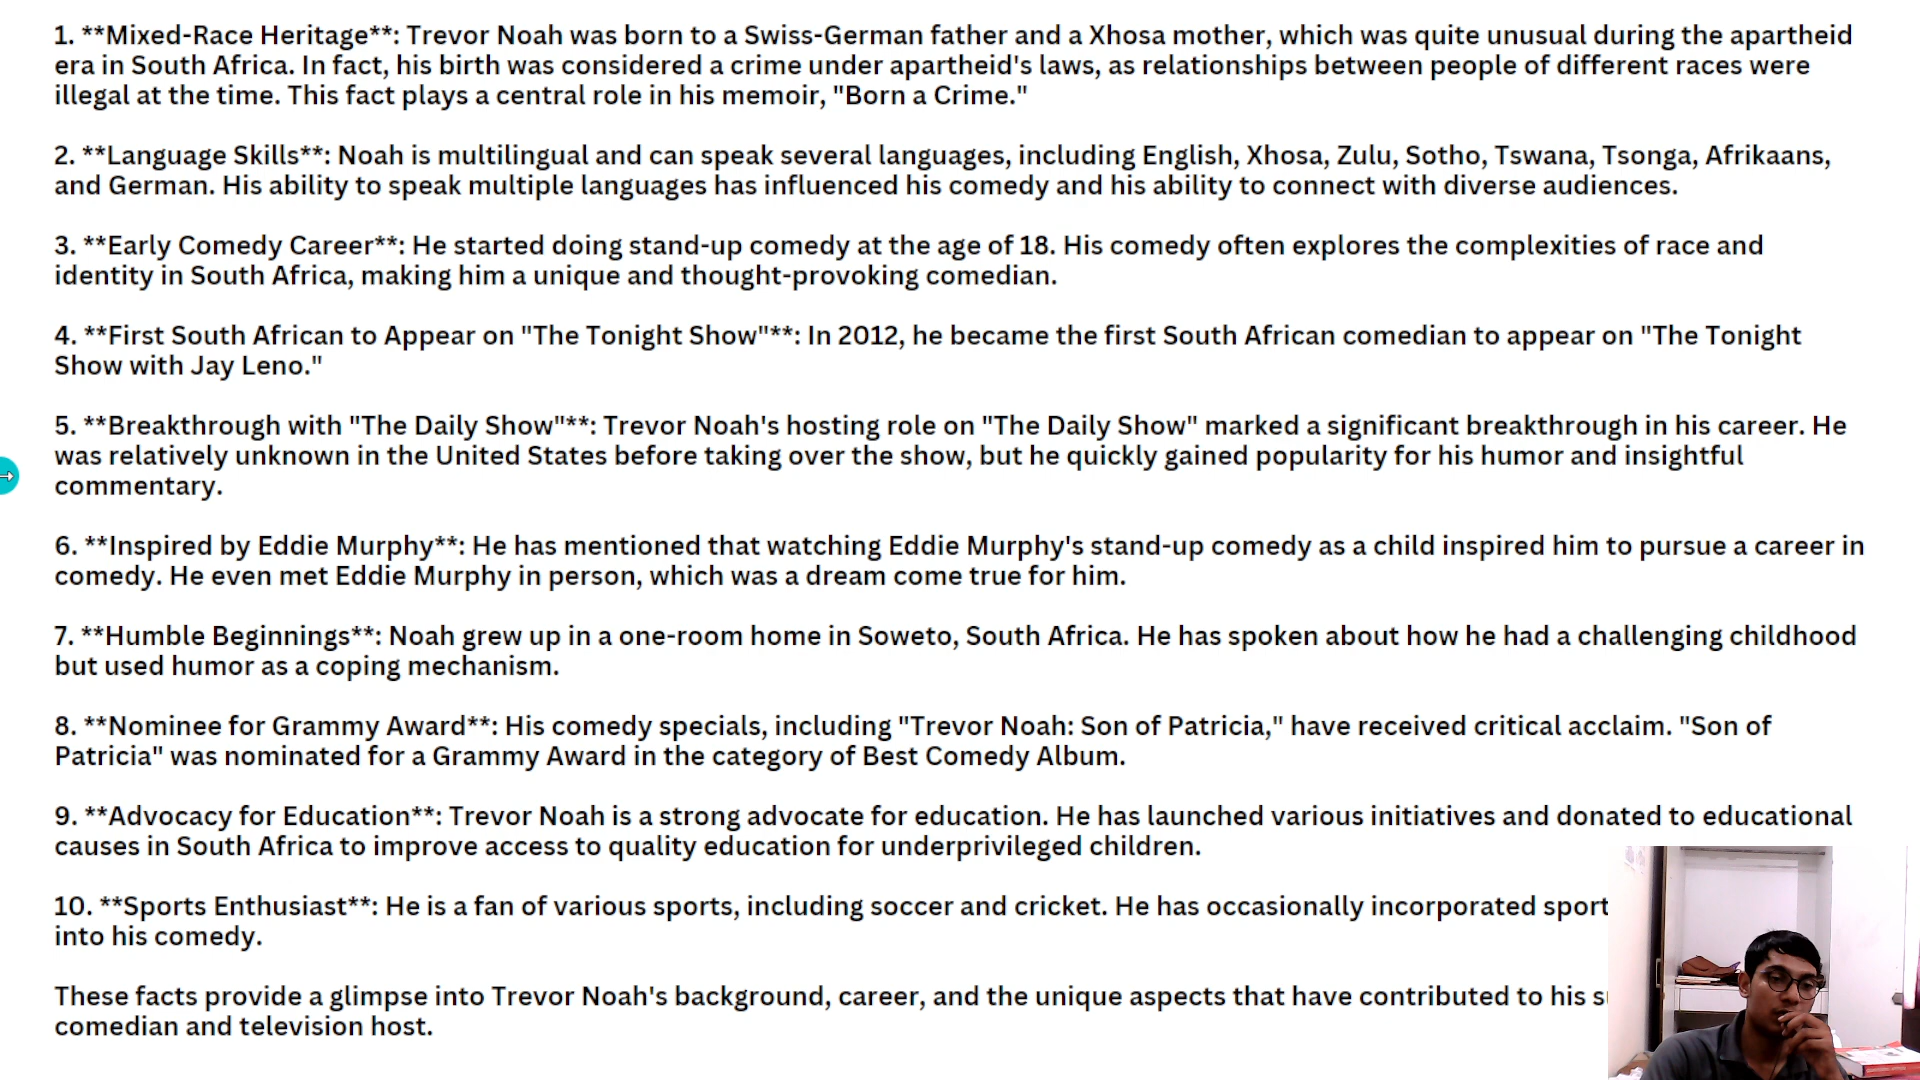 1. **Mixed-Race Heritage**: Trevor Noah was born to a Swiss-German father and a Xhosa mother, which was quite unusual during the apartheid
era in South Africa. In fact, his birth was considered a crime under apartheid's laws, as relationships between people of different races were
illegal at the time. This fact plays a central role in his memoir, "Born a Crime."
2. **Language Skills**: Noah is multilingual and can speak several languages, including English, Xhosa, Zulu, Sotho, Tswana, Tsonga, Afrikaans,
and German. His ability to speak multiple languages has influenced his comedy and his ability to connect with diverse audiences.
3. **Early Comedy Career**: He started doing stand-up comedy at the age of 18. His comedy often explores the complexities of race and
identity in South Africa, making him a unique and thought-provoking comedian.
4. **First South African to Appear on "The Tonight Show"**: In 2012, he became the first South African comedian to appear on "The Tonight
Show with Jay Leno."
5. **Breakthrough with "The Daily Show"**: Trevor Noah's hosting role on "The Daily Show" marked a significant breakthrough in his career. He
was relatively unknown in the United States before taking over the show, but he quickly gained popularity for his humor and insightful
commentary.
6. **Inspired by Eddie Murphy**: He has mentioned that watching Eddie Murphy's stand-up comedy as a child inspired him to pursue a career in
comedy. He even met Eddie Murphy in person, which was a dream come true for him.
7. **Humble Beginnings**: Noah grew up in a one-room home in Soweto, South Africa. He has spoken about how he had a challenging childhood
but used humor as a coping mechanism.
8. **Nominee for Grammy Award**: His comedy specials, including "Trevor Noah: Son of Patricia," have received critical acclaim. "Son of
Patricia" was nominated for a Grammy Award in the category of Best Comedy Album.
9. **Advocacy for Education**: Trevor Noah is a strong advocate for education. He has launched various initiatives and donated to educational
causes in South Africa to improve access to quality education for underprivileged children.
10. **Sports Enthusiast**: He is a fan of various sports, including soccer and cricket. He has occasionally incorporated sport
into his comedy.
These facts provide a glimpse into Trevor Noah's background, career, and the unique aspects that have contributed to his
comedian and television host.